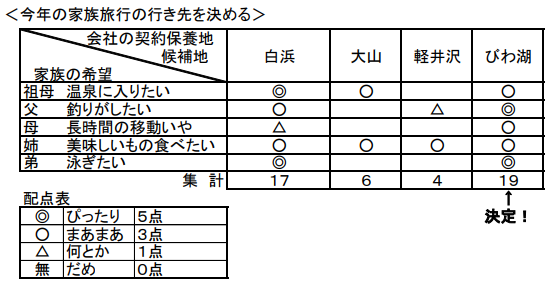 ＜今年の家族旅行の行き先を決める＞
会社の契約保養地
候補地
家族の希望
白浜 大山 軽井沢 びわ湖
祖母 温泉に入りたい ◎ ○ ○
父 釣りがしたい ○ △ ◎
母 長時間の移動いや △ ○
姉 美味しいもの食べたい ○ ○ ○ ○
弟 泳ぎたい ◎ ◎
集計 17 6 4 19
↑
決定！
配点表
◎ ぴったり 5点
○ まあまあ 3点
△ 何とか 1点
無 だめ 0点